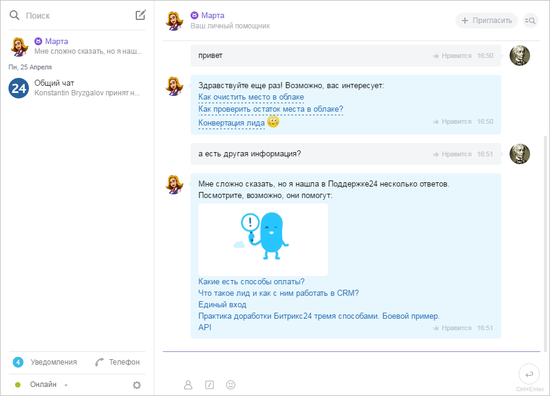 Поиск
Марта
Мне сложно сказать, но я наш...
Пн, 25 Апреля
24
Общий чат
Konstantin Bryzgalov принят н...
4 Уведомления
Телефон
Онлайн
Марта
Ваш личный помощник
+ Пригласить
привет
Нравится 16:50
Здравствуйте еще раз! Возможно, вас интересует:
Как очистить место в облаке
Как проверить остаток места в облаке?
Конвертация лида
Нравится 16:50
а есть другая информация?
Нравится 16:51
Мне сложно сказать, но я нашла в Поддержке24 несколько ответов.
Посмотрите, возможно, они помогут:
Какие есть способы оплаты?
Что такое лид и как с ним работать в CRM?
Единый вход
Практика доработки Битрикс24 тремя способами. Боевой пример.
API
Нравится 16:51
Ctrl+Enter